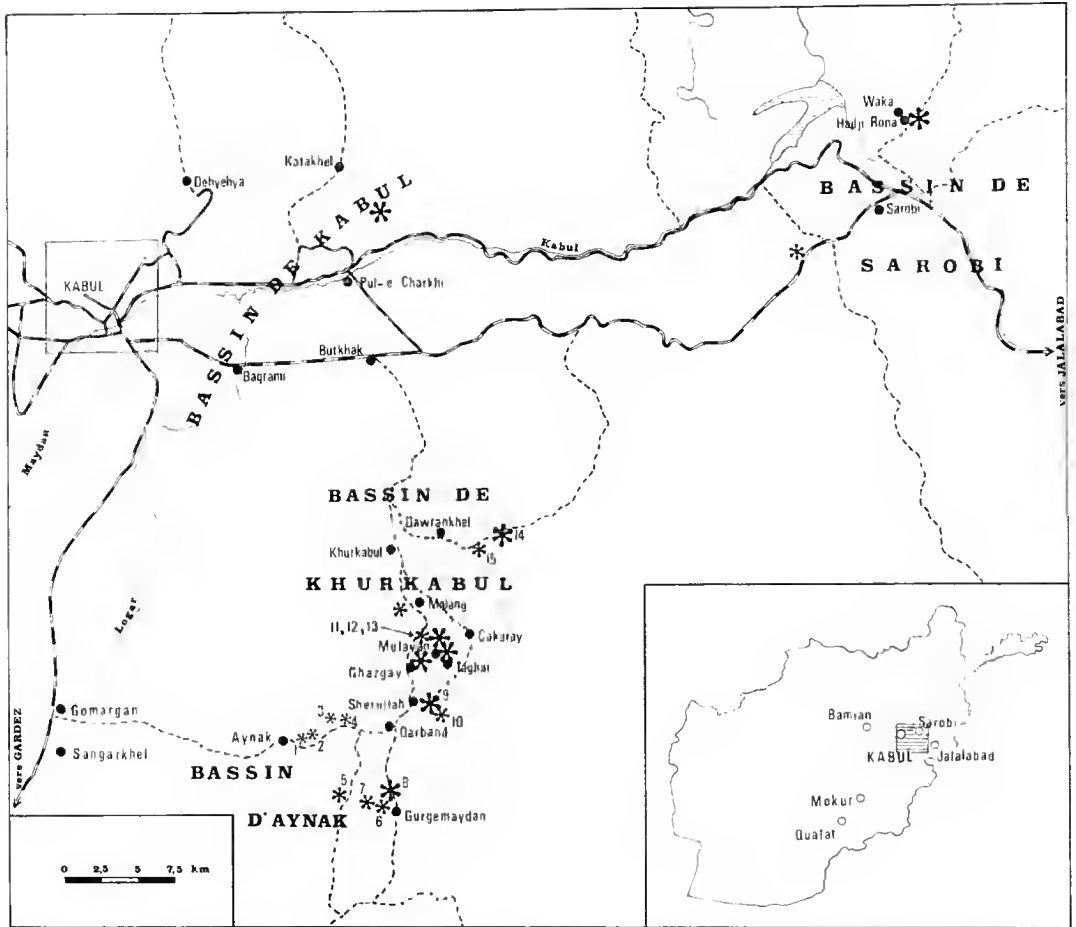 Waka
Hadji Rona
Katakhel
Dehyehya
BASSIN DE KABUL
BASSIN DE
SAROBI
Sarobi
Kabul
KABUL
Pul-e Charkhi
Butkhak
Bagrami
vers JALALABAD
Maydan
BASSIN DE
KHURKABUL
Dawrankhel
14
15
Khurkabul
Malang
11, 12, 13
Cakaray
Mulayan
Ghargay
Taghai
Sherullah
9
10
Logar
Gomargan
Sangarkhel
vers GARDEZ
Aynak
1
2
3
4
Qarband
BASSIN
D'AYNAK
5
7
6
8
Gurgemaydan
0 2,5 5 7,5 km
Bamian
Sarobi
KABUL
Jalalabad
Mokur
Oualat